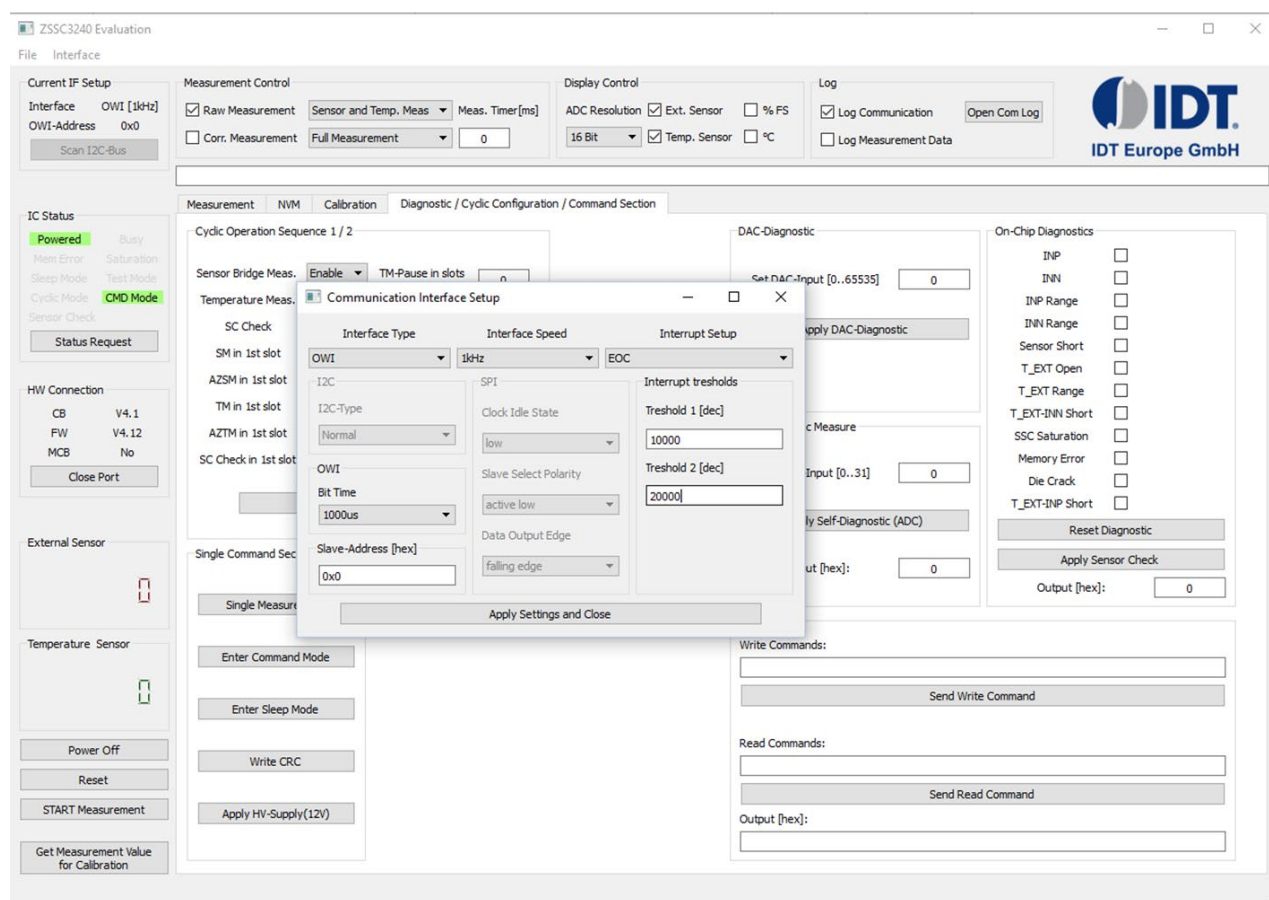 ZSSC3240 Evaluation
File Interface
Current IF Setup
Interface OWI [1kHz]
OWI-Address 0x0
Scan I2C-Bus
Measurement Control
Raw Measurement Sensor and Temp. Meas Meas. Timer[ms]
Corr. Measurement Full Measurement 0
Display Control
ADC Resolution Ext. Sensor % FS
16 Bit Temp. Sensor °C
Log
Log Communication Open Com Log
Log Measurement Data
IDT.
IDT Europe GmbH
IC Status
Powered Busy
Mem Error Saturation
Sleep Mode Test Mode
Cyclic Mode CMD Mode
Sensor Check
Status Request
HW Connection
CB V4.1
FW V4.12
MCB No
Close Port
External Sensor
0
Temperature Sensor
0
Power Off
Reset
START Measurement
Get Measurement Value
for Calibration
Measurement NVM Calibration Diagnostic / Cyclic Configuration / Command Section
Cyclic Operation Sequence 1 / 2
Sensor Bridge Meas. Enable TM-Pause in slots 0
Temperature Meas.
SC Check
SM in 1st slot
AZSM in 1st slot
TM in 1st slot
AZTM in 1st slot
SC Check in 1st slot
Single Command Sec
Single Measure
Enter Command Mode
Enter Sleep Mode
Write CRC
Apply HV-Supply(12V)
Communication Interface Setup
Interface Type Interface Speed Interrupt Setup
OWI 1kHz EOC
I2C
I2C-Type
Normal
OWI
Bit Time
1000us
Slave-Address [hex]
0x0
SPI
Clock Idle State
low
Slave Select Polarity
active low
Data Output Edge
falling edge
Interrupt tresholds
Treshold 1 [dec]
10000
Treshold 2 [dec]
20000
Apply Settings and Close
DAC-Diagnostic
Set DAC-Input [0..65535] 0
Apply DAC-Diagnostic
c Measure
Input [0..31] 0
ly Self-Diagnostic (ADC)
ut [hex]: 0
On-Chip Diagnostics
INP
INN
INP Range
INN Range
Sensor Short
T_EXT Open
T_EXT Range
T_EXT-INN Short
SSC Saturation
Memory Error
Die Crack
T_EXT-INP Short
Reset Diagnostic
Apply Sensor Check
Output [hex]: 0
Write Commands:
Send Write Command
Read Commands:
Send Read Command
Output [hex]: